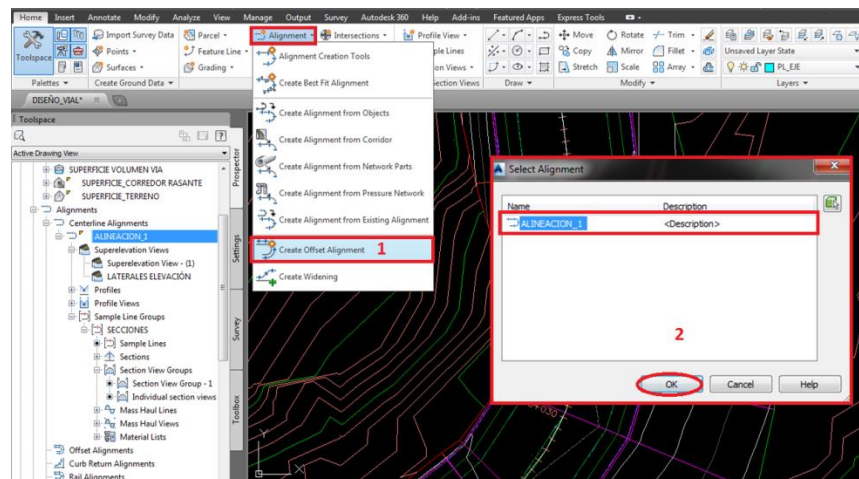 Home Insert Annotate Modify Analyze View Manage Output Survey Autodesk 360 Help Add-ins Featured Apps Express Tools
Import Survey Data Parcel Alignment Intersections Profile View Trim
Toolspace Points Feature Line ple Lines Move Rotate Unsaved Layer State
Surfaces Grading on Views Copy Mirror Fillet
Stretch Scale Array PL_EJE
Palettes Create Ground Data Section Views Draw Modify Layers
DISEÑO_VIAL*
Toolspace
Active Drawing View
SUPERFICIE VOLUMEN VIA
SUPERFICIE_CORREDOR RASANTE
SUPERFICIE_TERRENO
Alignments
Centerline Alignments
ALINEACION_1
Superelevation Views
Superelevation View - (1)
LATERALES ELEVACIÓN
Profiles
Profile Views
Sample Line Groups
SECCIONES
Sample Lines
Sections
Section View Groups
Section View Group - 1
Individual section views
Mass Haul Lines
Mass Haul Views
Material Lists
Offset Alignments
Curb Return Alignments
Rail Alignments
Prospector
Settings
Survey
Toolbox
Alignment Creation Tools
Create Best Fit Alignment
Create Alignment from Objects
Create Alignment from Corridor
Create Alignment from Network Parts
Create Alignment from Pressure Network
Create Alignment from Existing Alignment
Create Offset Alignment 1
Create Widening
Select Alignment
Name Description
ALINEACION_1 <Description>
2
OK Cancel Help
Y
X